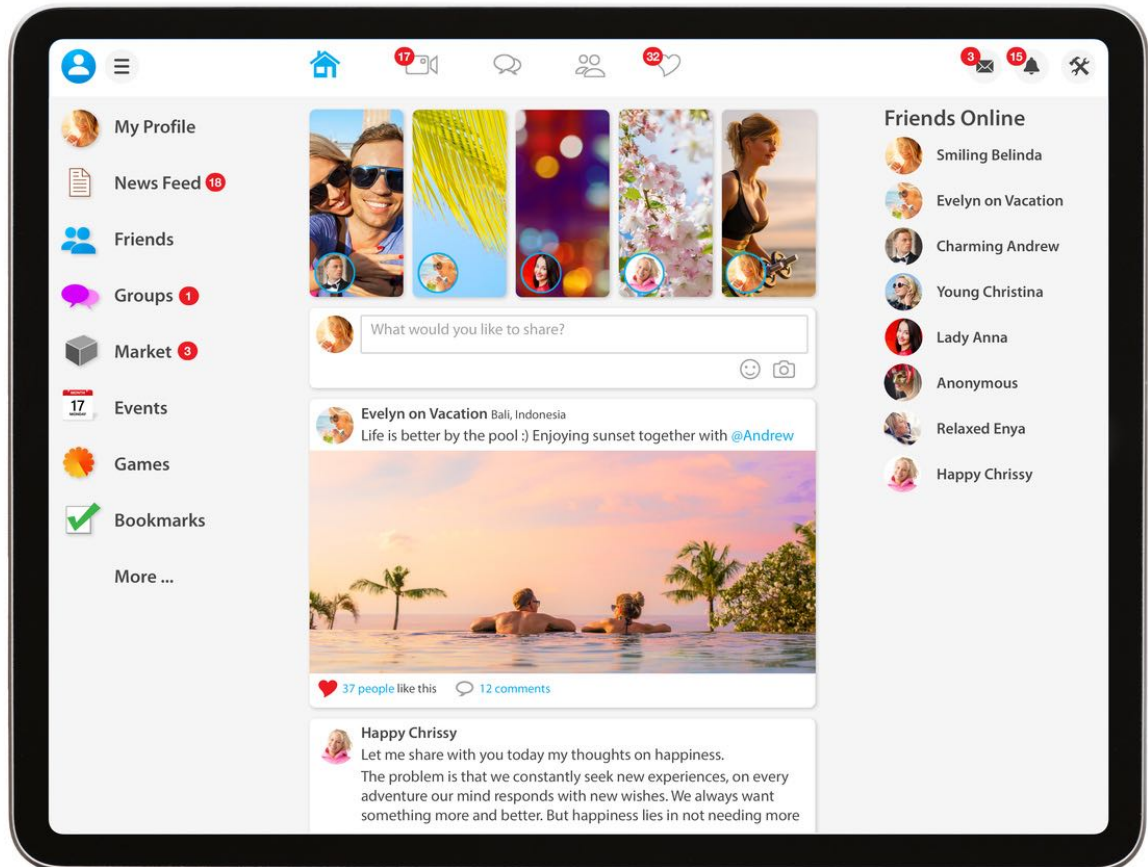 17
32
3
15
My Profile
News Feed 18
Friends
Groups 1
Market 3
MONTH
17
MONDAY
Events
Games
Bookmarks
More ...
What would you like to share?
Evelyn on Vacation Bali, Indonesia
Life is better by the pool :) Enjoying sunset together with @Andrew
37 people like this 12 comments
Happy Chrissy
Let me share with you today my thoughts on happiness.
The problem is that we constantly seek new experiences, on every
adventure our mind responds with new wishes. We always want
something more and better. But happiness lies in not needing more
Friends Online
Smiling Belinda
Evelyn on Vacation
Charming Andrew
Young Christina
Lady Anna
Anonymous
Relaxed Enya
Happy Chrissy